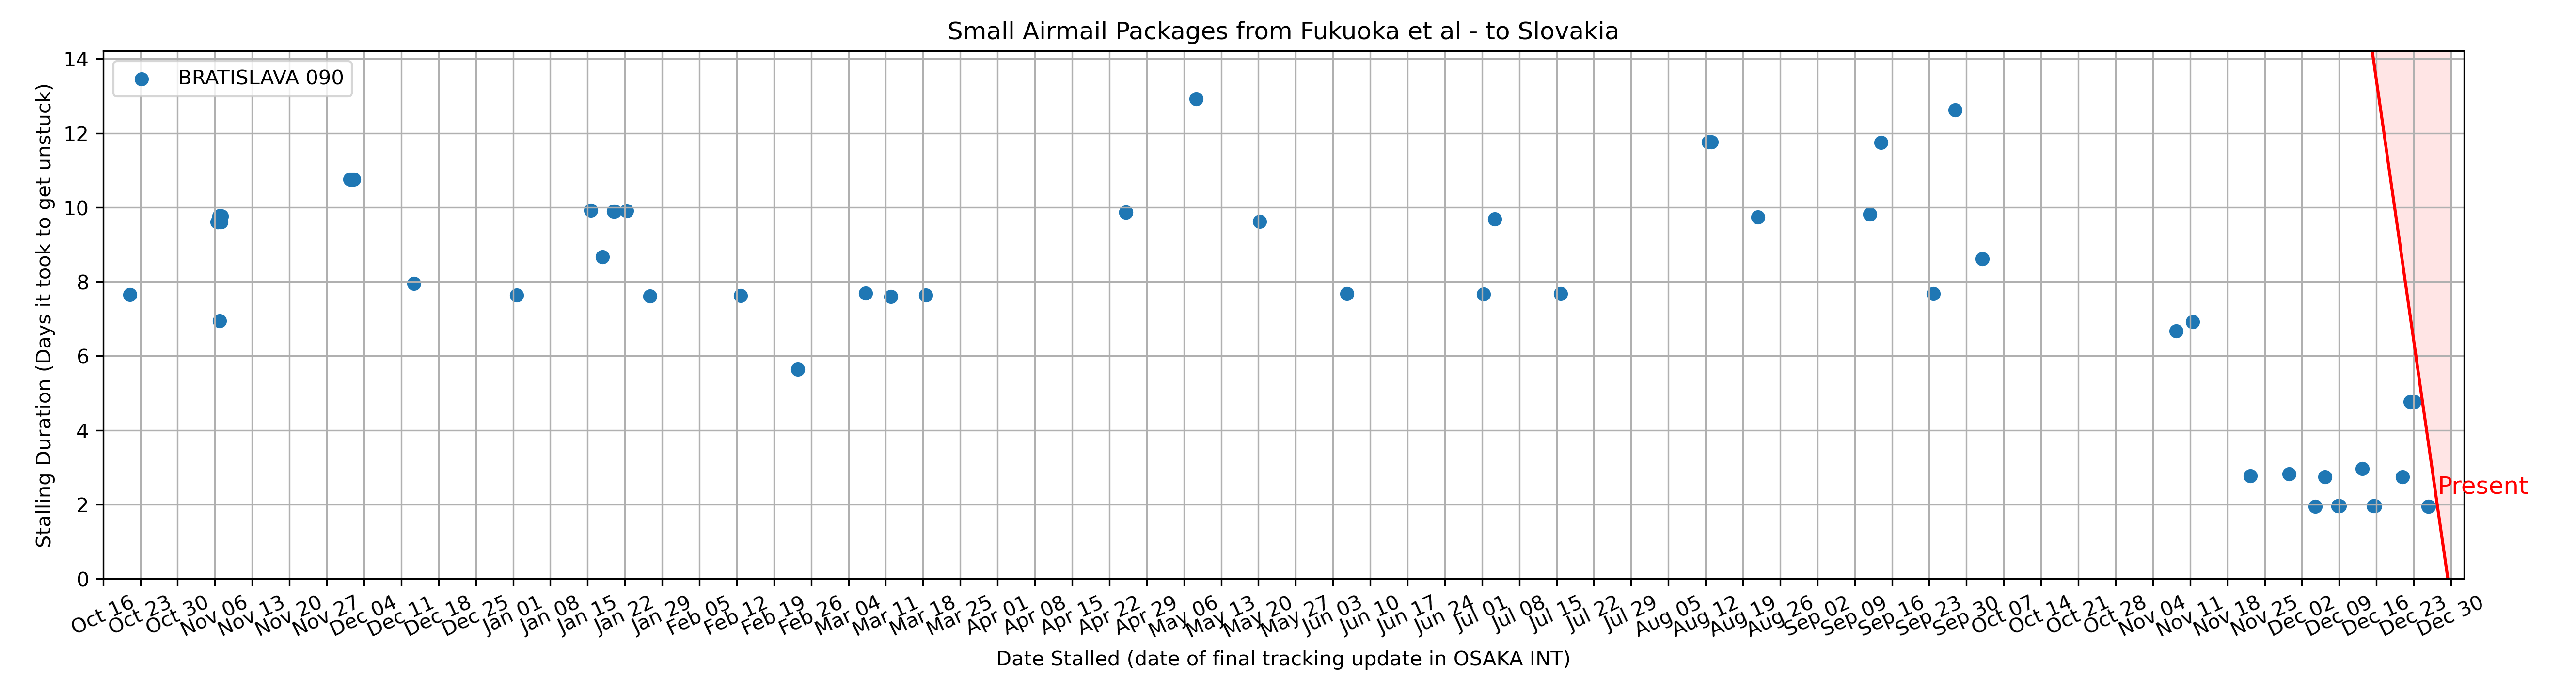 Small Airmail Packages from Fukuoka et al - to Slovakia
BRATISLAVA 090
Stalling Duration (Days it took to get unstuck)
14
12
10
8
6
4
2
0
Present
Oct 16
Oct 23
Oct 30
Nov 06
Nov 13
Nov 20
Nov 27
Dec 04
Dec 11
Dec 18
Dec 25
Jan 01
Jan 08
Jan 15
Jan 22
Jan 29
Feb 05
Feb 12
Feb 19
Feb 26
Mar 04
Mar 11
Mar 18
Mar 25
Apr 01
Apr 08
Apr 15
Apr 22
Apr 29
May 06
May 13
May 20
May 27
Jun 03
Jun 10
Jun 17
Jun 24
Jul 01
Jul 08
Jul 15
Jul 22
Jul 29
Aug 05
Aug 12
Aug 19
Aug 26
Sep 02
Sep 09
Sep 16
Sep 23
Sep 30
Oct 07
Oct 14
Oct 21
Oct 28
Nov 04
Nov 11
Nov 18
Nov 25
Dec 02
Dec 09
Dec 16
Dec 23
Dec 30
Date Stalled (date of final tracking update in OSAKA INT)